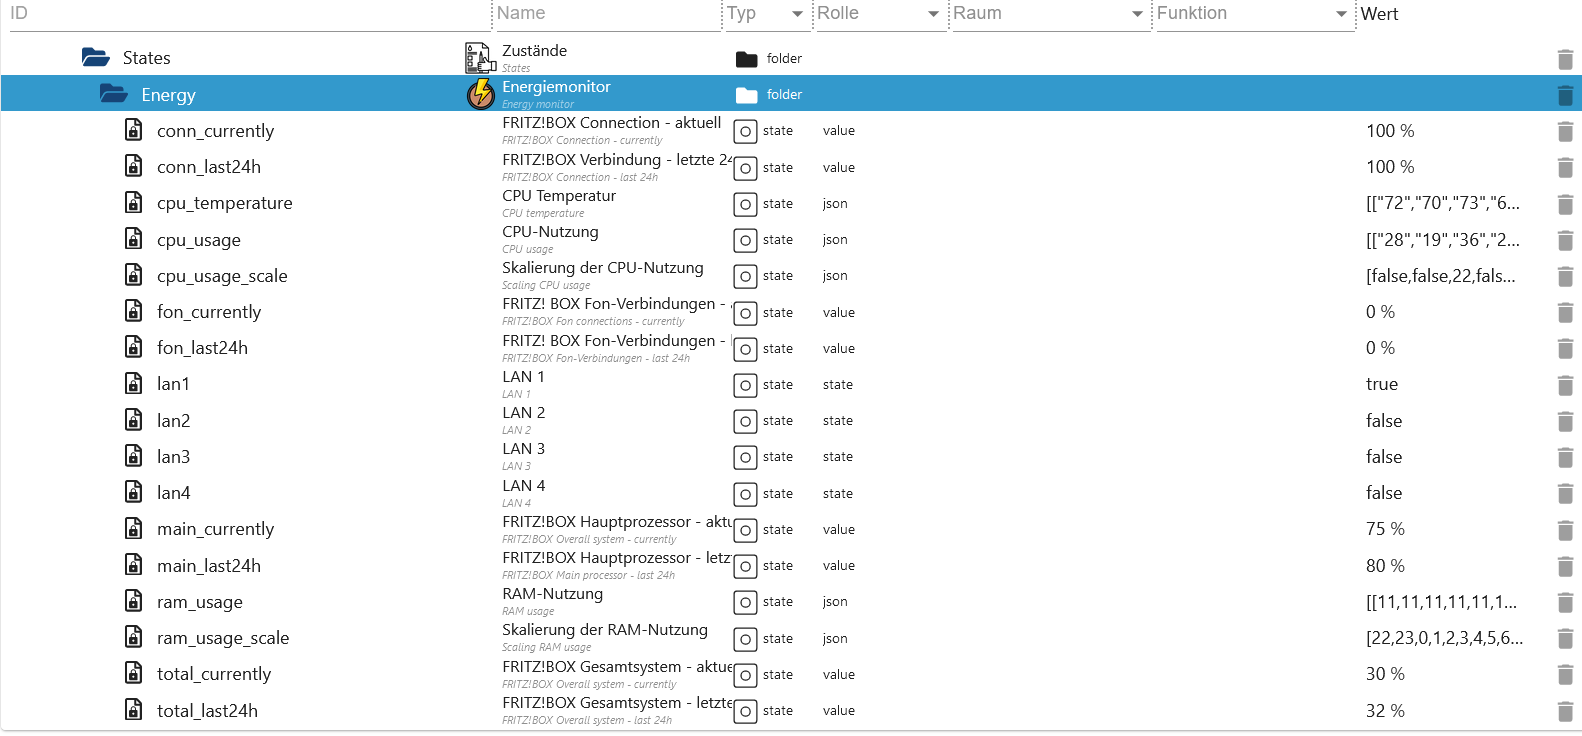 ID Name Typ Rolle Raum Funktion Wert
States Zustände folder
States
Energy Energiemonitor folder
Energy monitor
conn_currently FRITZ!BOX Connection - aktuell state value 100 %
FRITZ!BOX Connection - currently
conn_last24h FRITZ!BOX Verbindung - letzte 24 state value 100 %
FRITZ!BOX Connection - last 24h
cpu_temperature CPU Temperatur state json [["72","70","73","6...
CPU temperature
cpu_usage CPU-Nutzung state json [["28","19","36","2...
CPU usage
cpu_usage_scale Skalierung der CPU-Nutzung state json [false,false,22,fals...
Scaling CPU usage
fon_currently FRITZ! BOX Fon-Verbindungen - state value 0 %
FRITZ!BOX Fon connections - currently
fon_last24h FRITZ! BOX Fon-Verbindungen - state value 0 %
FRITZ!BOX Fon-Verbindungen - last 24h
lan1 LAN 1 state state true
LAN 1
lan2 LAN 2 state state false
LAN 2
lan3 LAN 3 state state false
LAN 3
lan4 LAN 4 state state false
LAN 4
main_currently FRITZ!BOX Hauptprozessor - aktu state value 75 %
FRITZ!BOX Overall system - currently
main_last24h FRITZ!BOX Hauptprozessor - letz state value 80 %
FRITZ!BOX Main processor - last 24h
ram_usage RAM-Nutzung state json [[11,11,11,11,11,1...
RAM usage
ram_usage_scale Skalierung der RAM-Nutzung state json [22,23,0,1,2,3,4,5,6...
Scaling RAM usage
total_currently FRITZ!BOX Gesamtsystem - aktue state value 30 %
FRITZ!BOX Overall system - currently
total_last24h FRITZ!BOX Gesamtsystem - letzte state value 32 %
FRITZ!BOX Overall system - last 24h